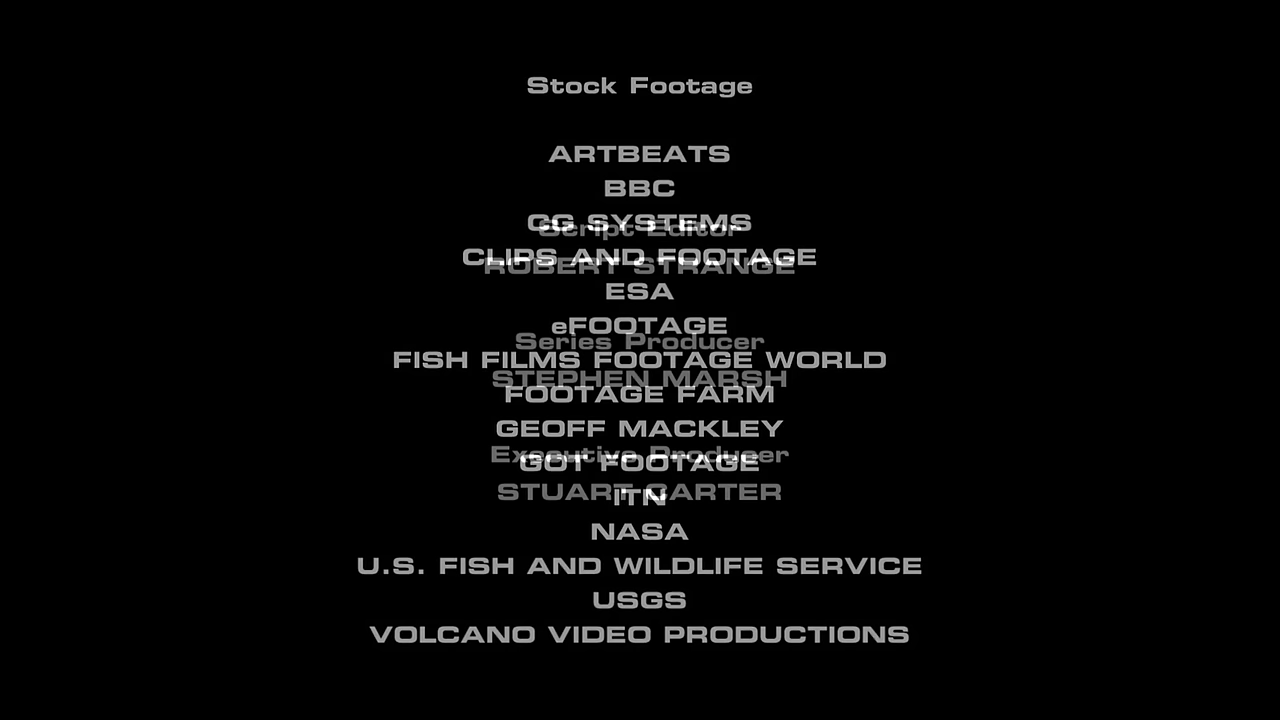 Stock Footage
ARTBEATS
BBC
CG SYSTEMS
Script Editor
CLIPS AND FOOTAGE
ROBERT STRANGE
ESA
eFOOTAGE
Series Producer
FISH FILMS FOOTAGE WORLD
STEPHEN MARSH
FOOTAGE FARM
GEOFF MACKLEY
Executive Producer
GOT FOOTAGE
STUART CARTER
ITN
NASA
U.S. FISH AND WILDLIFE SERVICE
USGS
VOLCANO VIDEO PRODUCTIONS